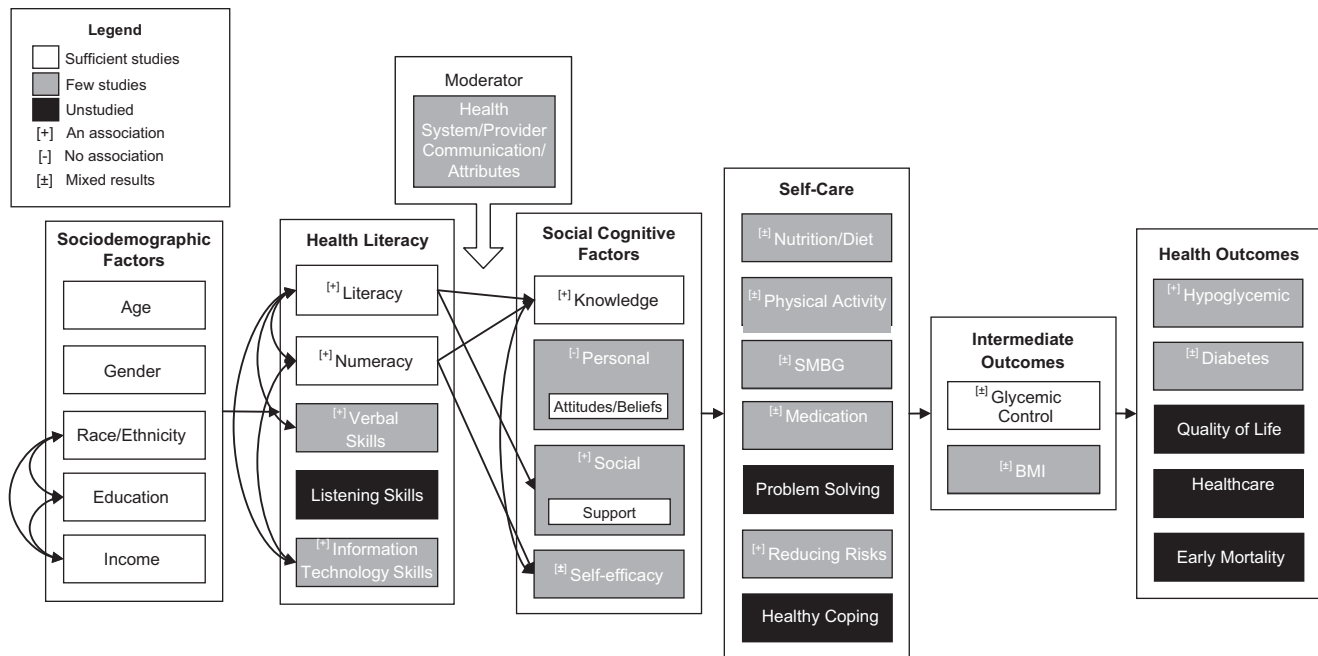 Legend
Sufficient studies
Few studies
Unstudied
[+] An association
[-] No association
[±] Mixed results
Moderator
Health
System/Provider
Communication/
Attributes
Sociodemographic
Factors
Age
Gender
Race/Ethnicity
Education
Income
Health Literacy
[+] Literacy
[+] Numeracy
[+] Verbal
Skills
Listening Skills
[+] Information
Technology Skills
Social Cognitive
Factors
[+] Knowledge
[-] Personal
Attitudes/Beliefs
[+] Social
Support
[±] Self-efficacy
Self-Care
[±] Nutrition/Diet
[±] Physical Activity
[±] SMBG
[±] Medication
Problem Solving
[+] Reducing Risks
Healthy Coping
Intermediate
Outcomes
[±] Glycemic
Control
[±] BMI
Health Outcomes
[+] Hypoglycemic
[±] Diabetes
Quality of Life
Healthcare
Early Mortality